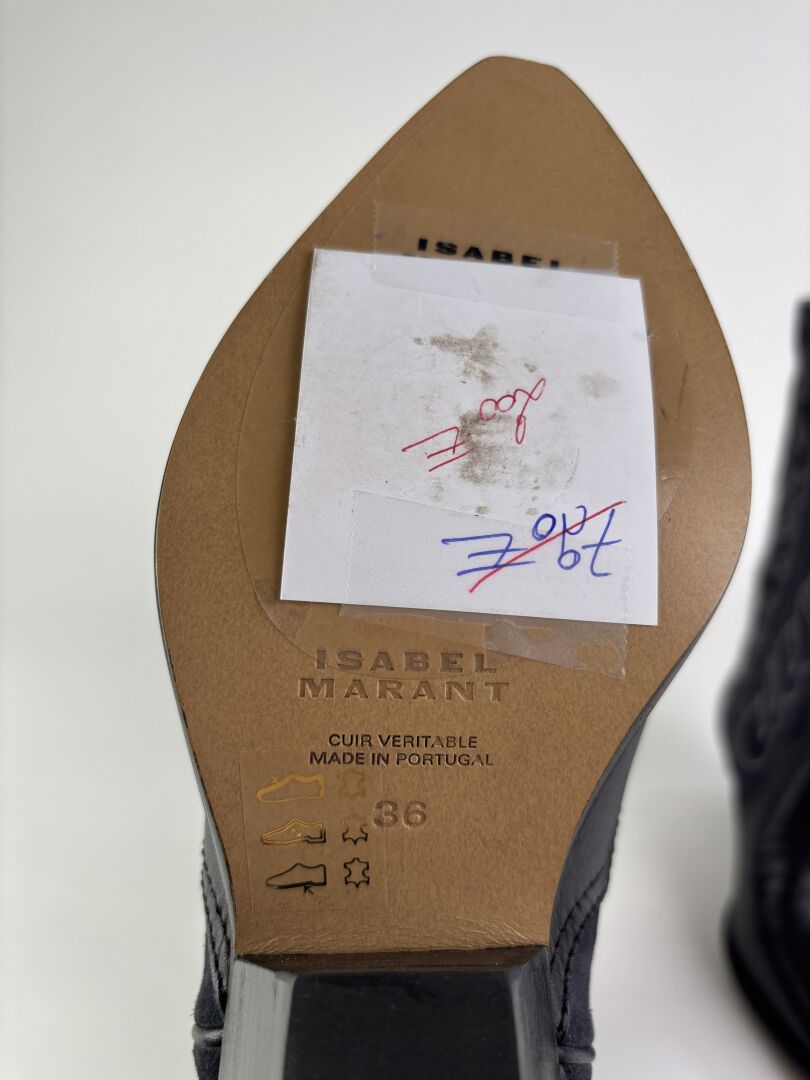 ISABEL
200 €
790 €
ISABEL
MARANT
CUIR VERITABLE
MADE IN PORTUGAL
36